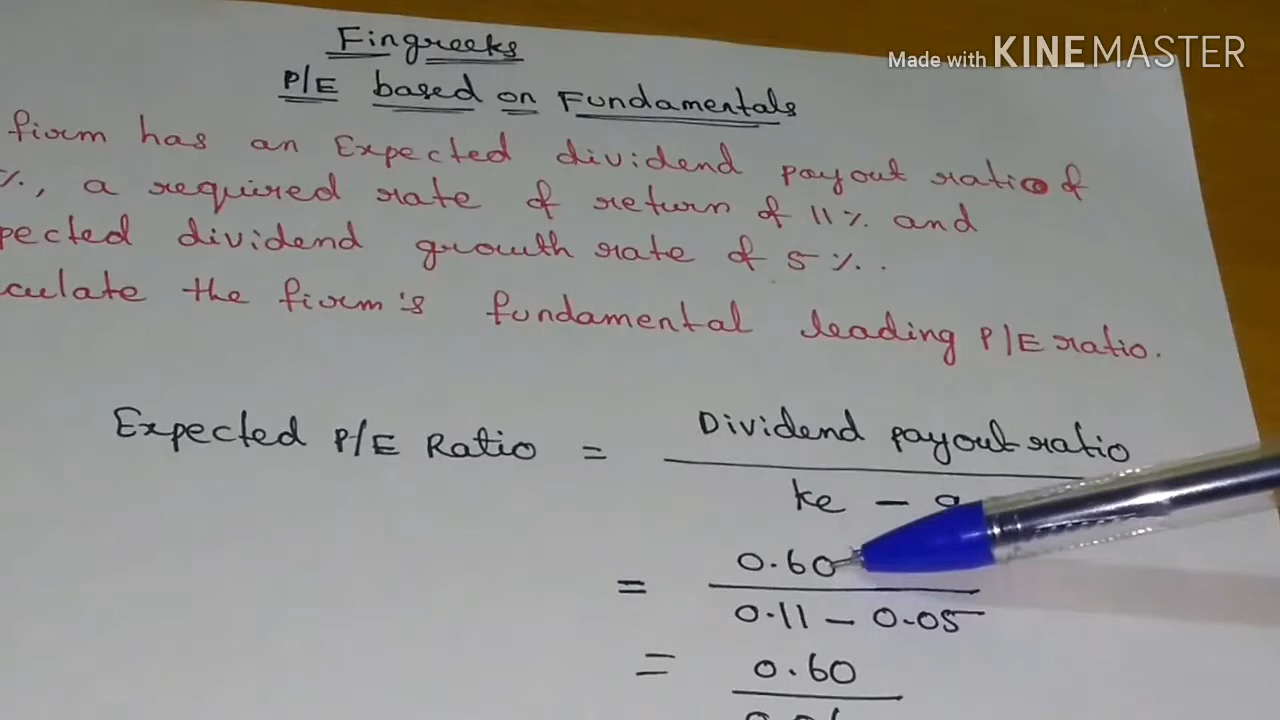 Made with KINEMASTER
Fingreeks
P/E based on Fundamentals
firm has an Expected dividend payout ratio of
%, a required rate of return of 11% and
pected dividend growth rate of 5%.
culate the firm's fundamental leading P/E ratio.
Expected P/E Ratio = Dividend payout ratio
ke -
= 0.60
0.11 - 0.05
= 0.60